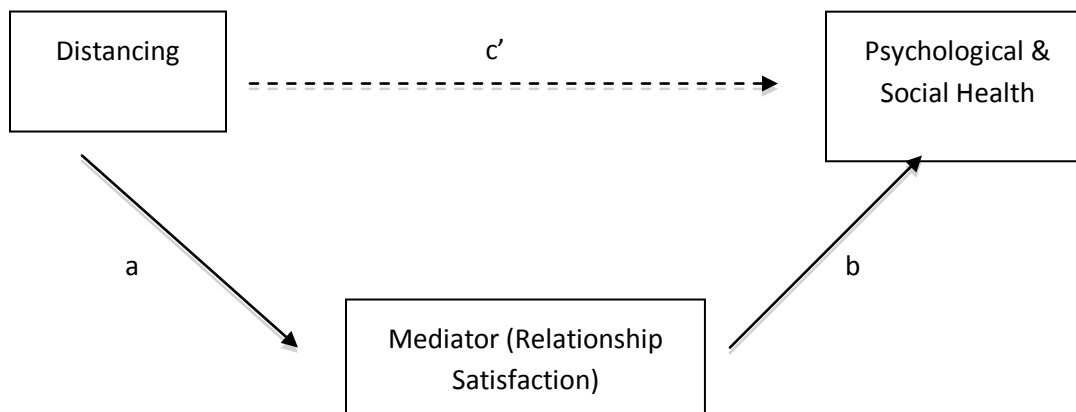 Distancing
c’
Psychological &
Social Health
a
b
Mediator (Relationship
Satisfaction)